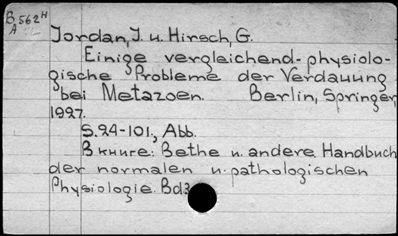 B 562 H
A
Jordan, J. u. Hirsch, G.
Einige vergleichend-physiolo-
gische Probleme der Verdauung
bei Metazoen. Berlin, Springer,
1927.
S. 24-101, Abb.
В книге: Bethe u. andere. Handbuch
der normalen u. pathologischen
Physiologie. Bd3